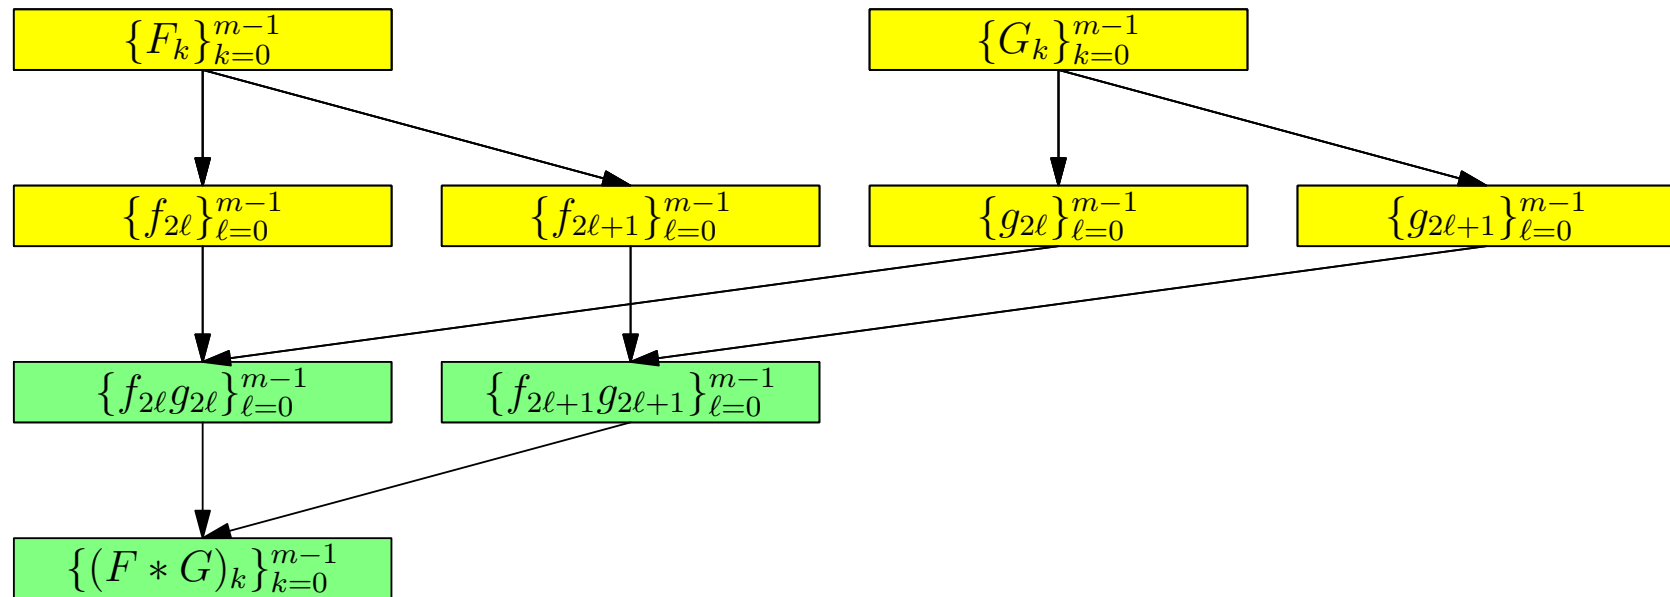 {F_k}_{k=0}^{m−1} {G_k}_{k=0}^{m−1}
{f_{2ℓ}}_{ℓ=0}^{m−1} {f_{2ℓ+1}}_{ℓ=0}^{m−1} {g_{2ℓ}}_{ℓ=0}^{m−1} {g_{2ℓ+1}}_{ℓ=0}^{m−1}
{f_{2ℓ}g_{2ℓ}}_{ℓ=0}^{m−1} {f_{2ℓ+1}g_{2ℓ+1}}_{ℓ=0}^{m−1}
{(F ∗ G)_k}_{k=0}^{m−1}